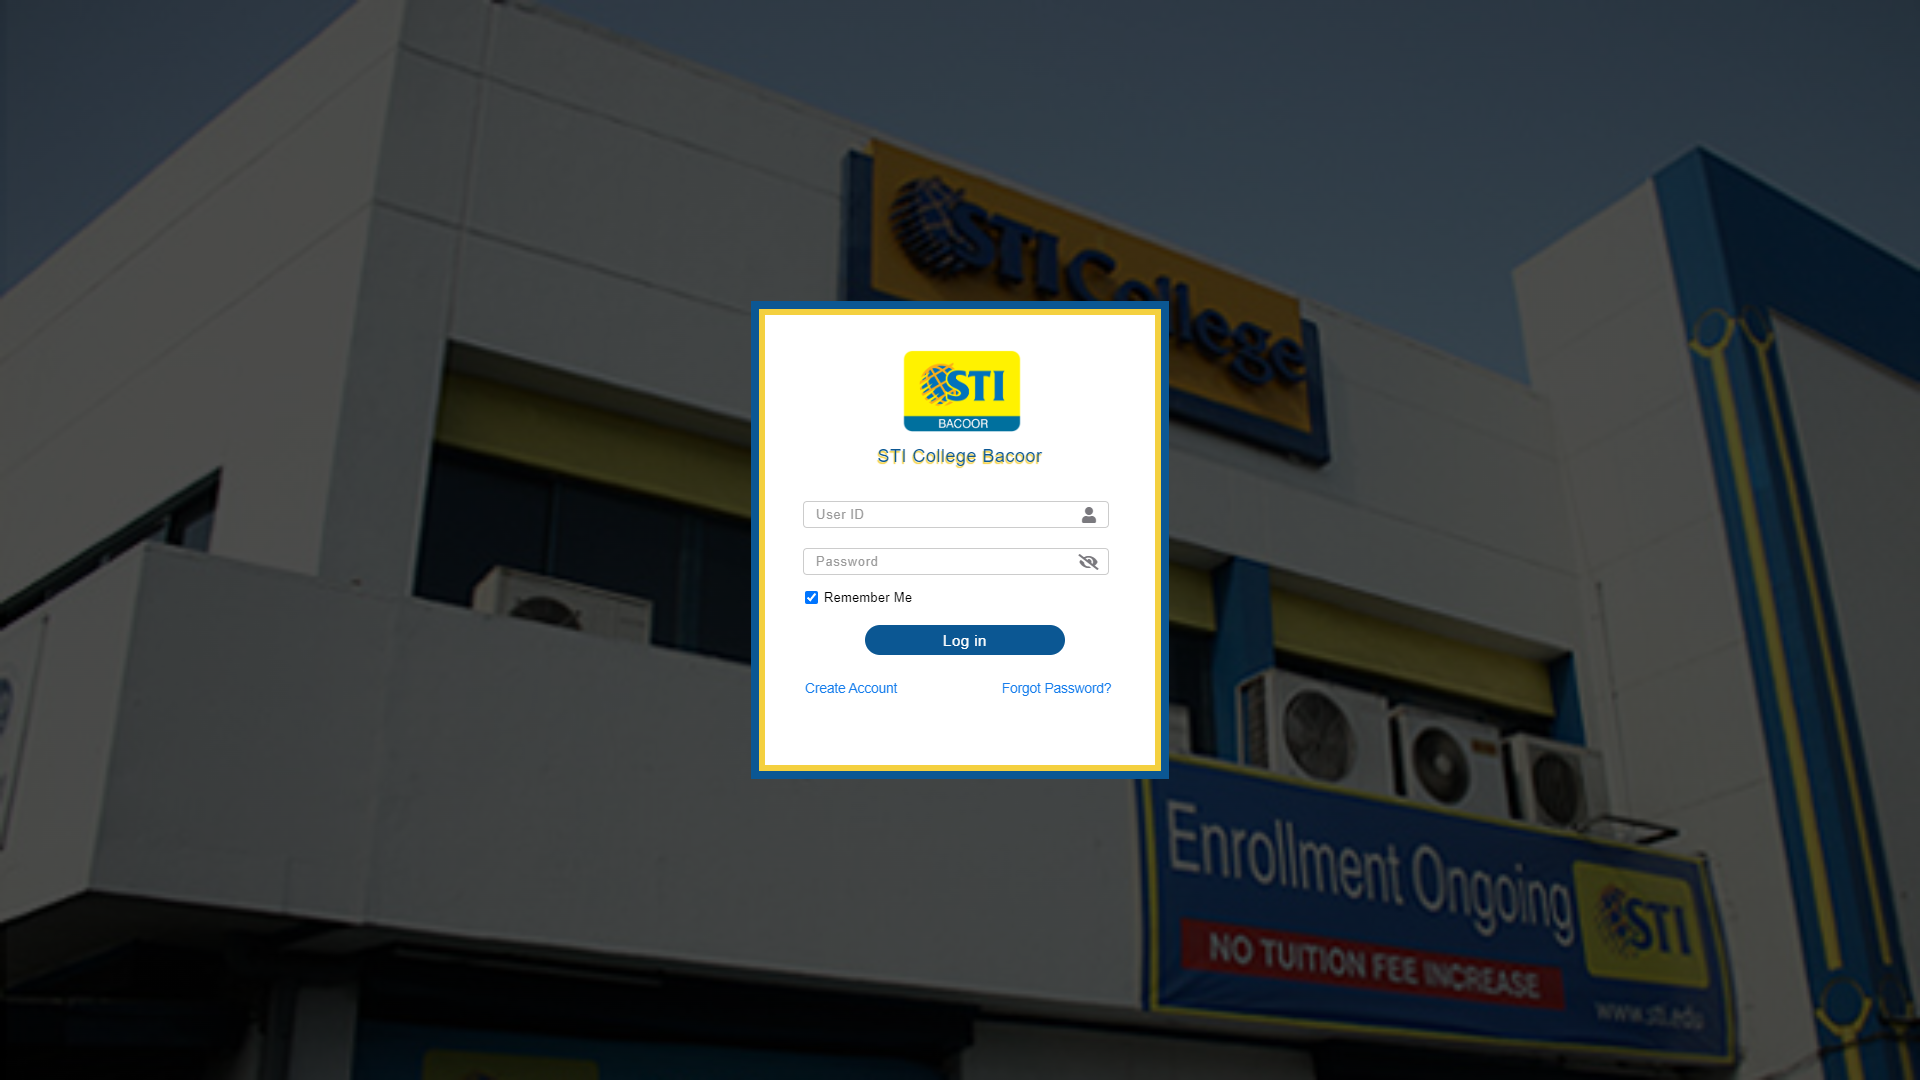 STI College
STI
BACOOR
STI College Bacoor
User ID
Password
Remember Me
Log in
Create Account
Forgot Password?
Enrollment Ongoing
STI
NO TUITION FEE INCREASE
www.sti.edu